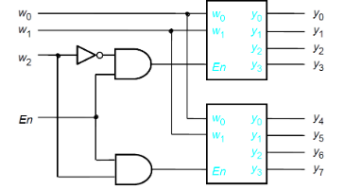 w0 w0 y0 y0
w1 w1 y1 y1
w2 y2 y2
En y3 y3
En w0 y0 y4
w1 y1 y5
y2 y6
En y3 y7